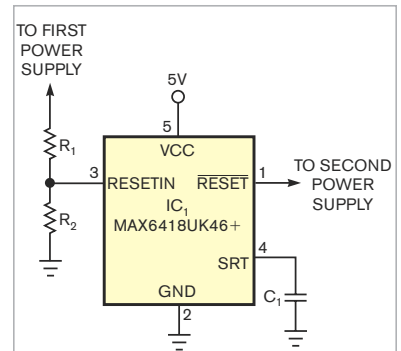 TO FIRST
POWER
SUPPLY
5V
5
R1
VCC
3
RESETIN
RESET
1
TO SECOND
POWER
SUPPLY
IC1
MAX6418UK46+
R2
4
SRT
GND
C1
2